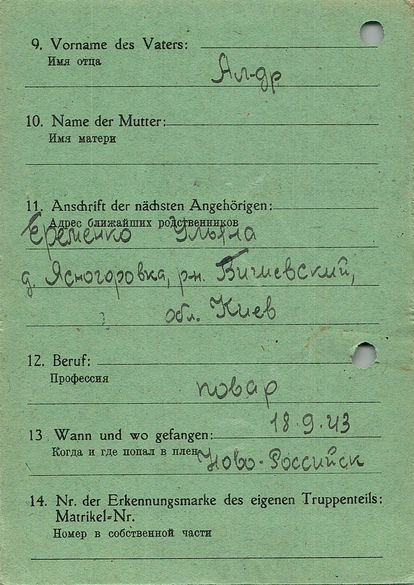 9. Vorname des Vaters:
Имя отца
Ал-др
10. Name der Mutter:
Имя матери
11. Anschrift der nächsten Angehörigen:
Адрес ближайших родственников
Еременко Ульяна
д. Ясногоровка, рн. Бишевский,
обл. Киев
12. Beruf:
Профессия
повар
18.9.43
13 Wann und wo gefangen:
Когда и где попал в плен
Ново-Российск
14. Nr. der Erkennungsmarke des eigenen Truppenteils:
Matrikel-Nr.
Номер в собственной части